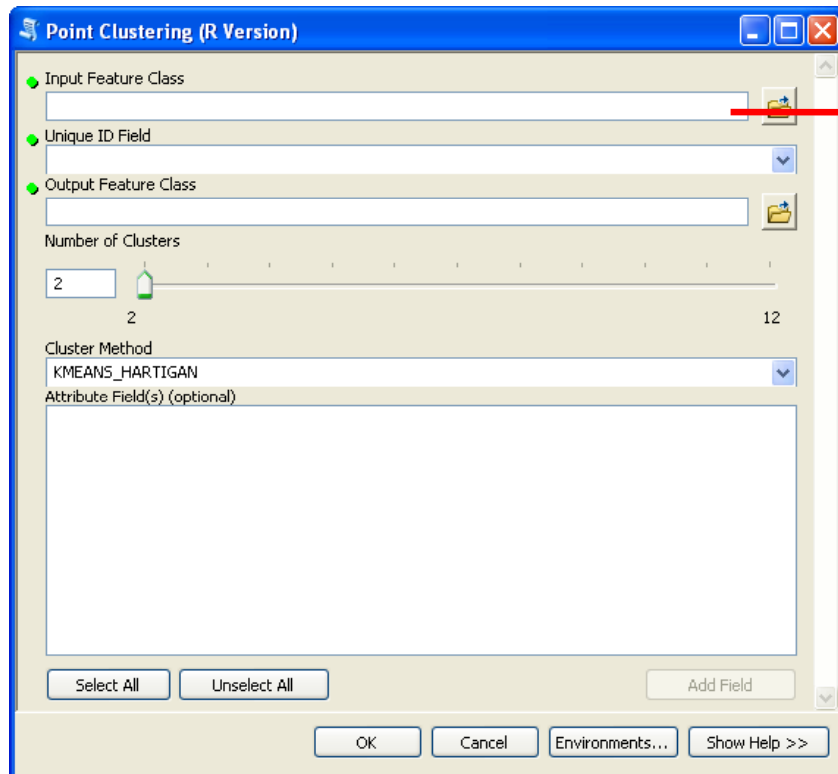 Point Clustering (R Version)
Input Feature Class
Unique ID Field
Output Feature Class
Number of Clusters
2
2 12
Cluster Method
KMEANS_HARTIGAN
Attribute Field(s) (optional)
Select All Unselect All Add Field
OK Cancel Environments... Show Help >>